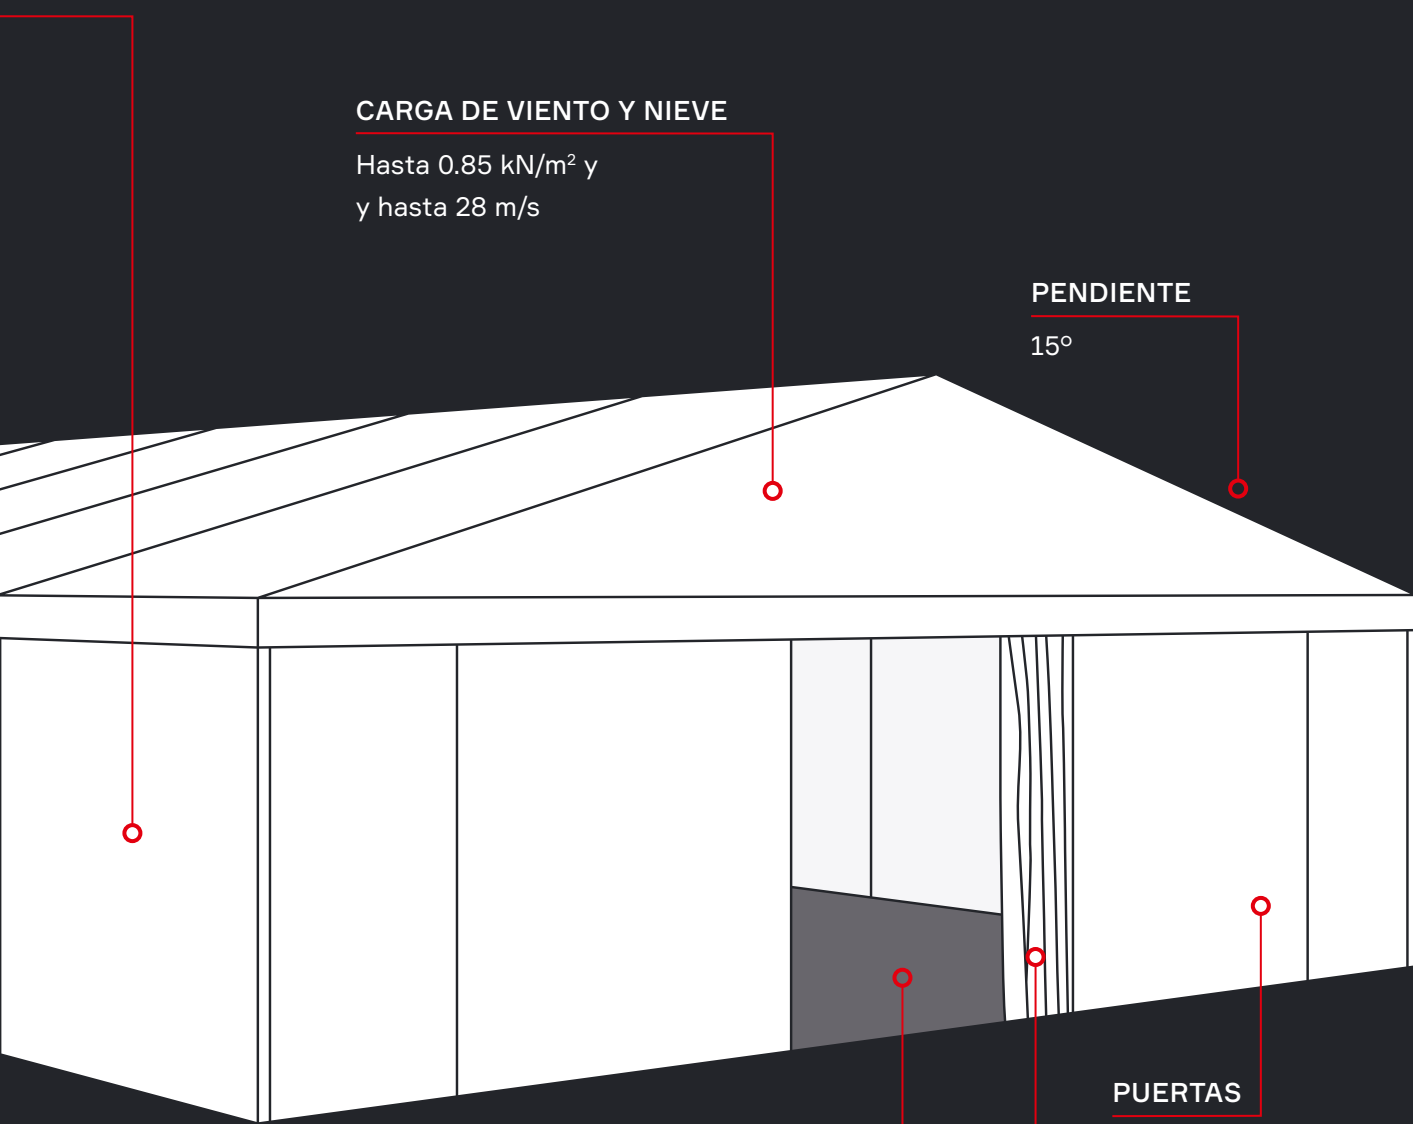 CARGA DE VIENTO Y NIEVE
Hasta 0.85 kN/m² y
y hasta 28 m/s
PENDIENTE
15º
PUERTAS